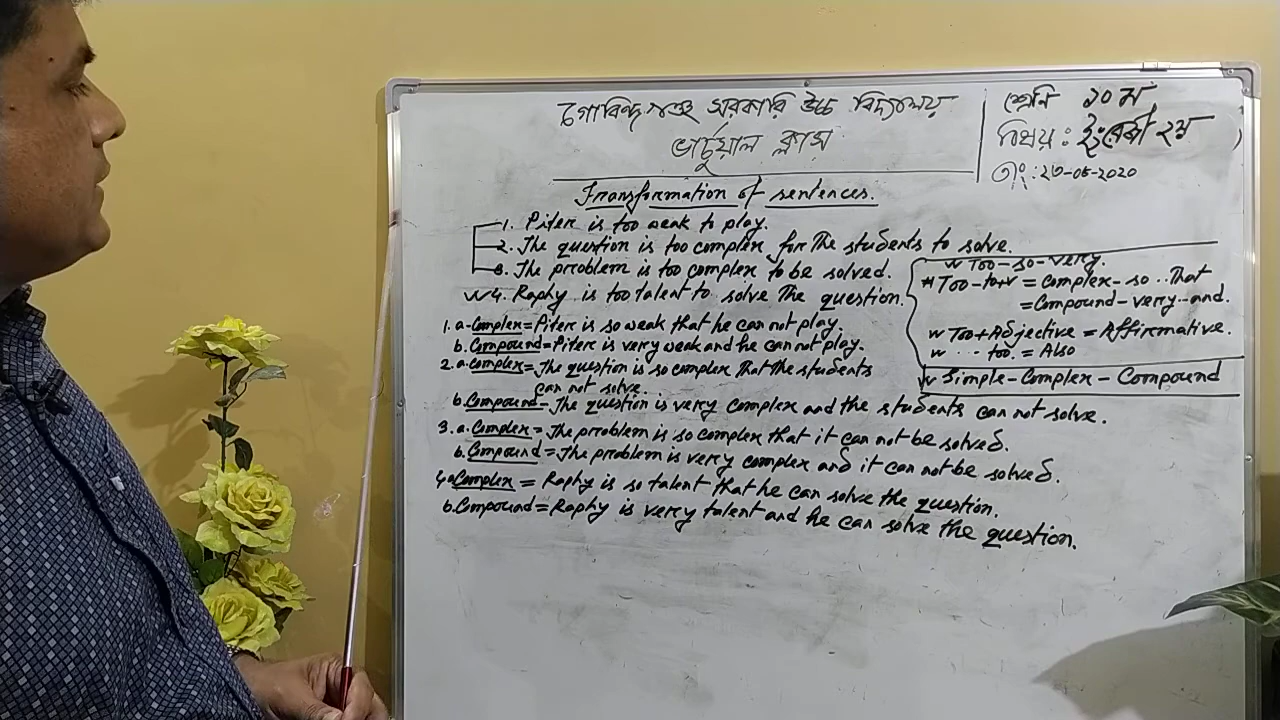 গোবিন্দগঞ্জ সরকারি উচ্চ বিদ্যালয়
ভার্চুয়াল ক্লাস
শ্রেণি ১০ম
বিষয়: ইংরেজী ২য়
তাং: ২৩-০৪-2020
Transformation of sentences.
1. Piter is too weak to play.
2. The question is too complex for the students to solve.
3. The problem is too complex to be solved.
4. Raphy is too talent to solve the question.
Too-so-very.
Too-to+v = complex-so..That
=Compound-very-and.
Too+Adjective = Affirmative.
... too. = Also
Simple-Complex-Compound
1. a-Complex=Piter is so weak that he can not play.
b. Compound=Piter is very weak and he can not play.
2. a-complex=The question is so complex that the students
can not solve.
b. Compound-The question is very complex and the students can not solve.
3. a. Complex=The problem is so complex that it can not be solved.
b. Compound=The problem is very complex and it can not be solved.
4. a Complex = Raphy is so talent that he can solve the question.
b. Compound=Raphy is very talent and he can solve the question.